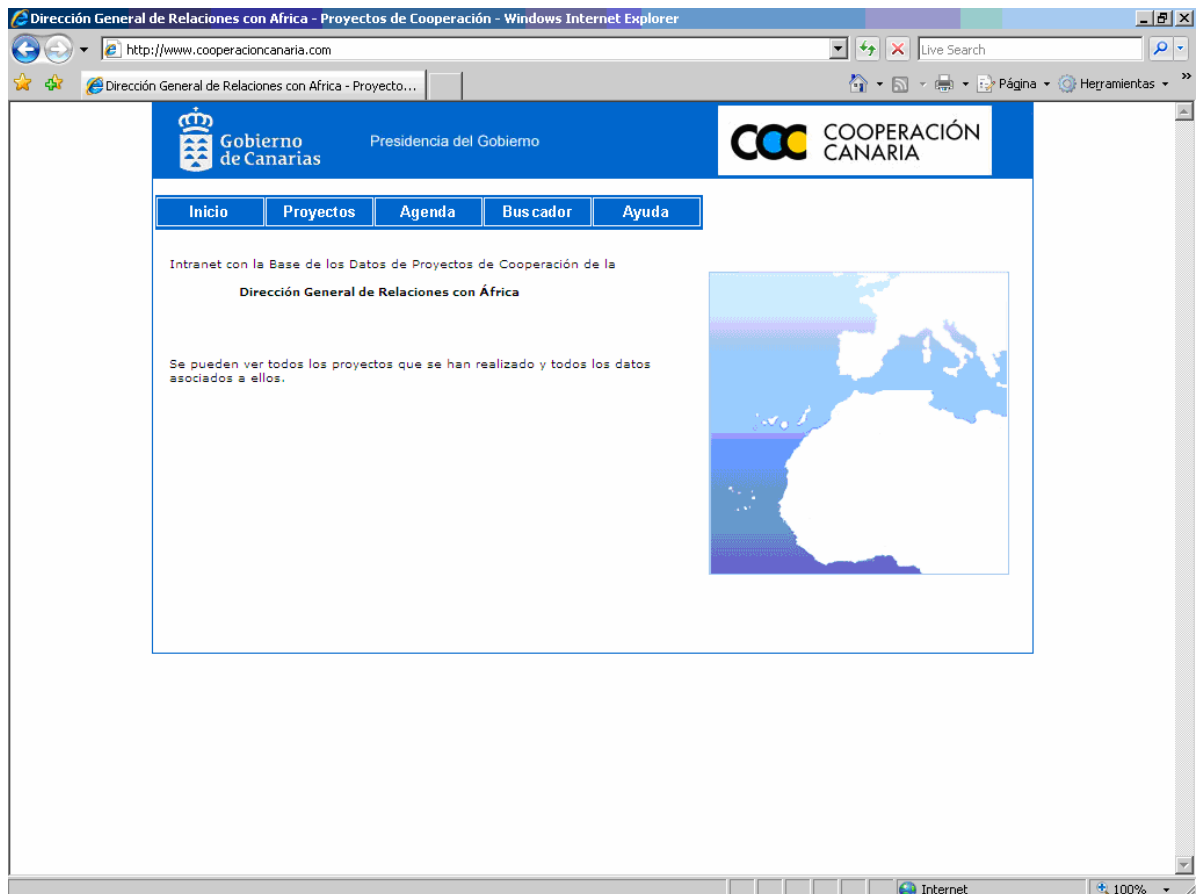 Dirección General de Relaciones con Africa - Proyectos de Cooperación - Windows Internet Explorer
http://www.cooperacioncanaria.com
Live Search
Dirección General de Relaciones con Africa - Proyecto...
Página
Herramientas
»
Gobierno
de Canarias
Presidencia del Gobierno
COOPERACIÓN
CANARIA
Inicio
Proyectos
Agenda
Buscador
Ayuda
Intranet con la Base de los Datos de Proyectos de Cooperación de la
Dirección General de Relaciones con África
Se pueden ver todos los proyectos que se han realizado y todos los datos
asociados a ellos.
Internet
100%